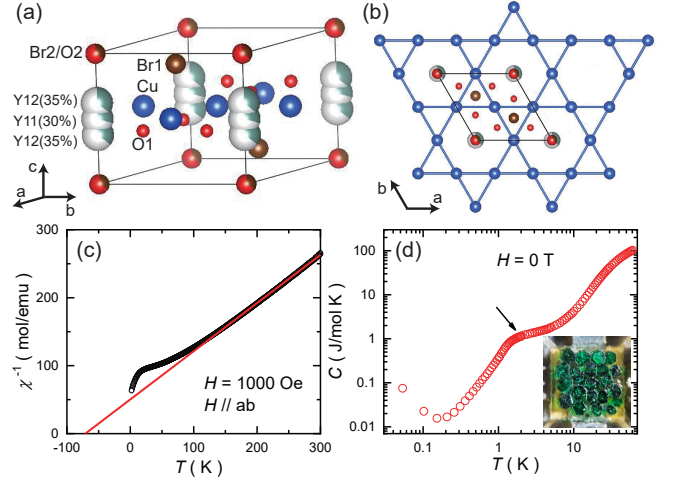 (a)
Br2/O2
Br1
Cu
Y12(35%)
Y11(30%)
Y12(35%)
O1
c
a
b
(b)
b
a
(c)
300
200
100
0
-100
0
100
200
300
χ⁻¹ ( mol/emu )
T ( K )
H = 1000 Oe
H // ab
(d)
H = 0 T
100
10
1
0.1
0.01
0.1
1
10
C ( J/mol K )
T ( K )